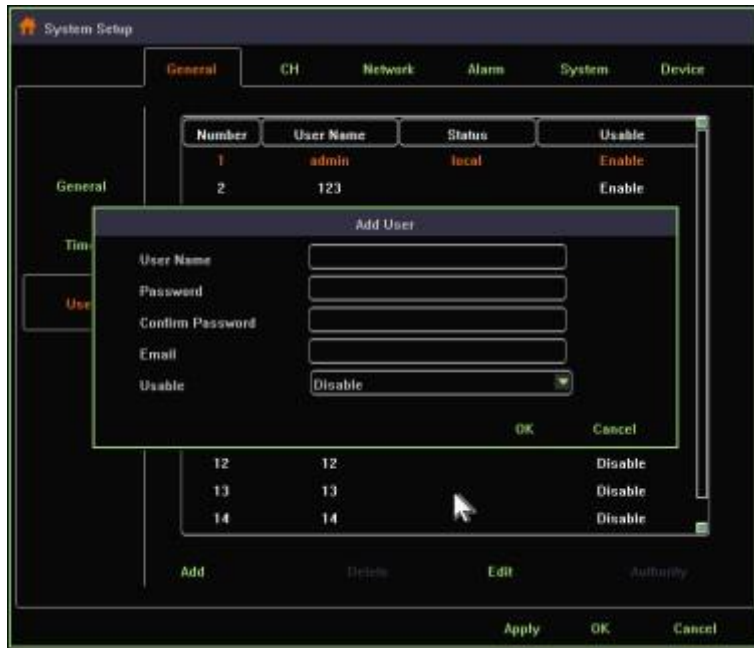 System Setup
General CH Network Alarm System Device
Number User Name Status Usable
1 admin local Enable
General 2 123 Enable
Add User
Time
User Name
Password
Use
Confirm Password
Email
Usable Disable
OK Cancel
12 12 Disable
13 13 Disable
14 14 Disable
Add Delete Edit Authority
Apply OK Cancel